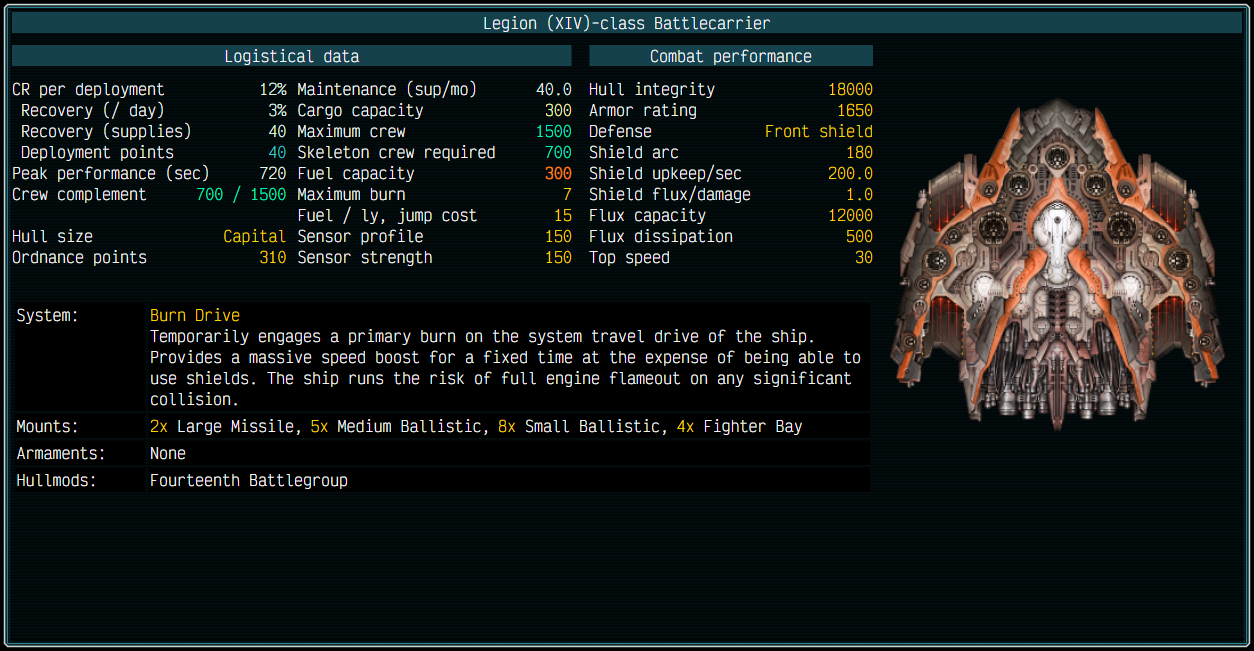 Legion (XIV)-class Battlecarrier
Logistical data
CR per deployment 12% Maintenance (sup/mo) 40.0
Recovery (/ day) 3% Cargo capacity 300
Recovery (supplies) 40 Maximum crew 1500
Deployment points 40 Skeleton crew required 700
Peak performance (sec) 720 Fuel capacity 300
Crew complement 700 / 1500 Maximum burn 7
Fuel / ly, jump cost 15
Hull size Capital Sensor profile 150
Ordnance points 310 Sensor strength 150
Combat performance
Hull integrity 18000
Armor rating 1650
Defense Front shield
Shield arc 180
Shield upkeep/sec 200.0
Shield flux/damage 1.0
Flux capacity 12000
Flux dissipation 500
Top speed 30
System: Burn Drive
Temporarily engages a primary burn on the system travel drive of the ship.
Provides a massive speed boost for a fixed time at the expense of being able to
use shields. The ship runs the risk of full engine flameout on any significant
collision.
Mounts: 2x Large Missile, 5x Medium Ballistic, 8x Small Ballistic, 4x Fighter Bay
Armaments: None
Hullmods: Fourteenth Battlegroup